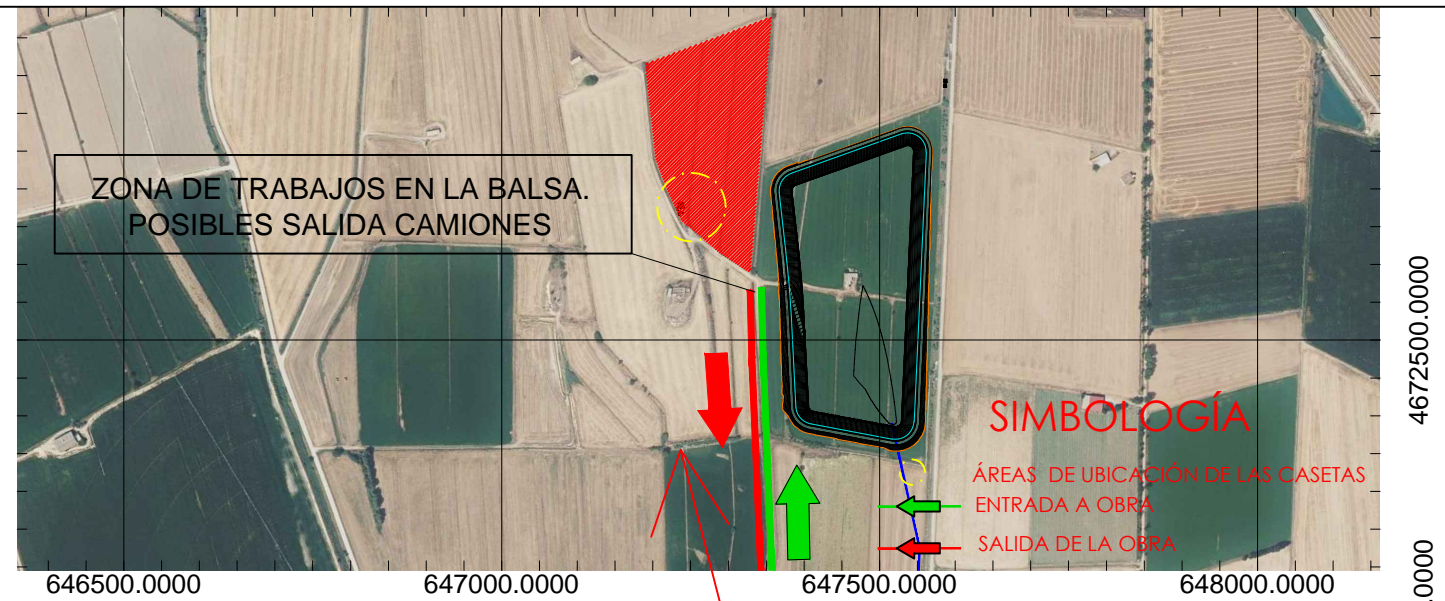 ZONA DE TRABAJOS EN LA BALSA.
POSIBLES SALIDA CAMIONES
SIMBOLOGÍA
ÁREAS DE UBICACIÓN DE LAS CASETAS
ENTRADA A OBRA
SALIDA DE LA OBRA
646500.0000
647000.0000
647500.0000
648000.0000
4672500.0000
.0000